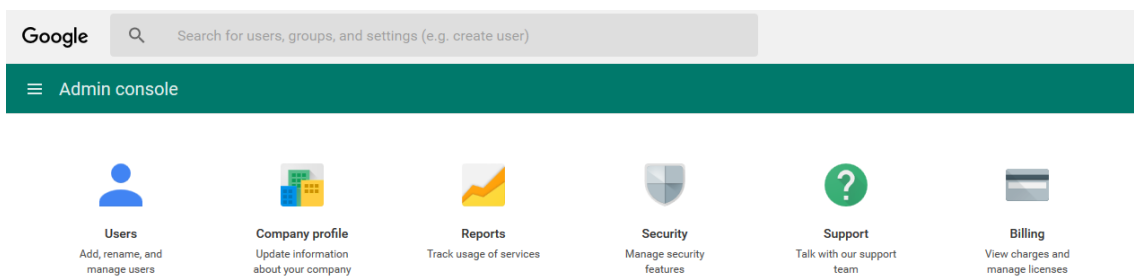 Google
Search for users, groups, and settings (e.g. create user)
Admin console
Users
Add, rename, and
manage users
Company profile
Update information
about your company
Reports
Track usage of services
Security
Manage security
features
Support
Talk with our support
team
Billing
View charges and
manage licenses